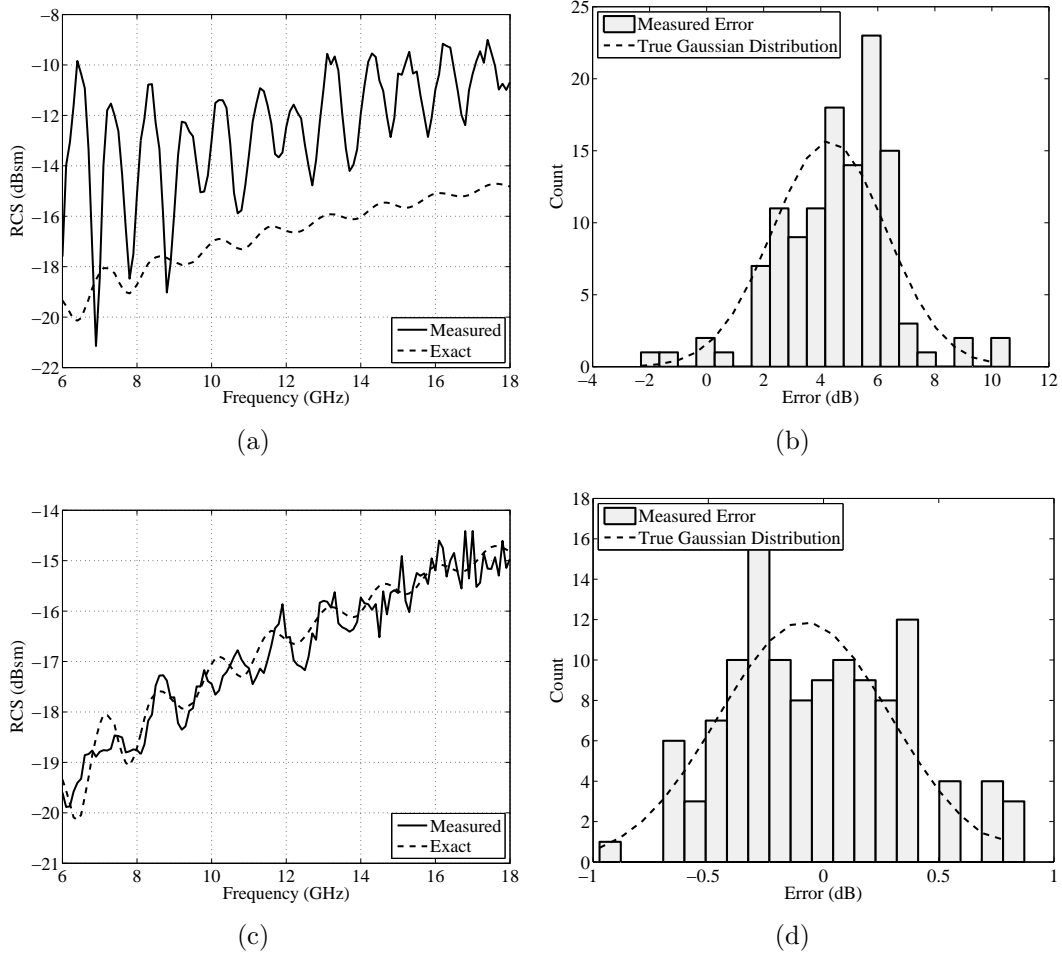 −8
−10
−12
−14
−16
−18
−20
−22
RCS (dBsm)
6 8 10 12 14 16 18
Frequency (GHz)
Measured
Exact
(a)
25
20
15
10
5
0
Count
−4 −2 0 2 4 6 8 10 12
Error (dB)
Measured Error
True Gaussian Distribution
(b)
−14
−15
−16
−17
−18
−19
−20
−21
RCS (dBsm)
6 8 10 12 14 16 18
Frequency (GHz)
Measured
Exact
(c)
18
16
14
12
10
8
6
4
2
0
Count
−1 −0.5 0 0.5 1
Error (dB)
Measured Error
True Gaussian Distribution
(d)